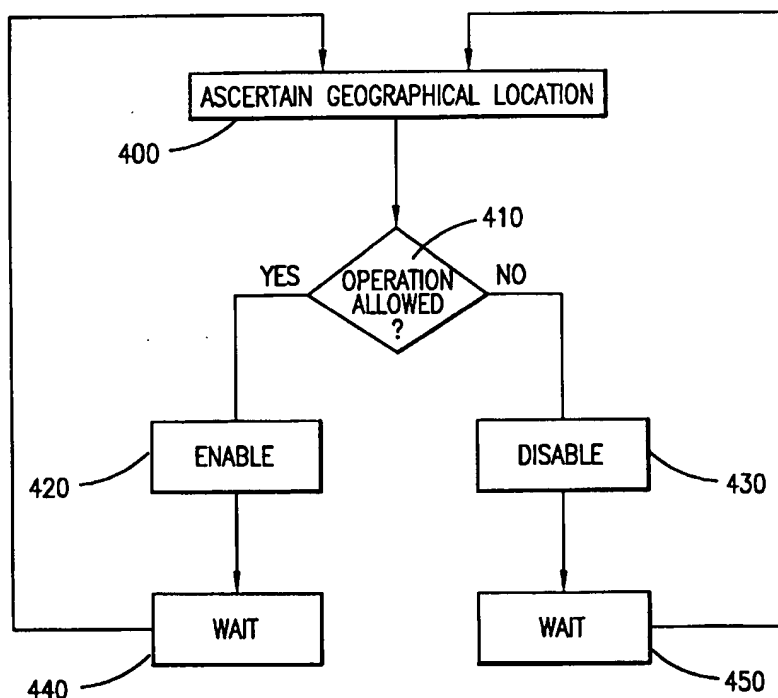 ASCERTAIN GEOGRAPHICAL LOCATION
400
410
YES
OPERATION
ALLOWED
?
NO
ENABLE
420
DISABLE
430
WAIT
440
WAIT
450